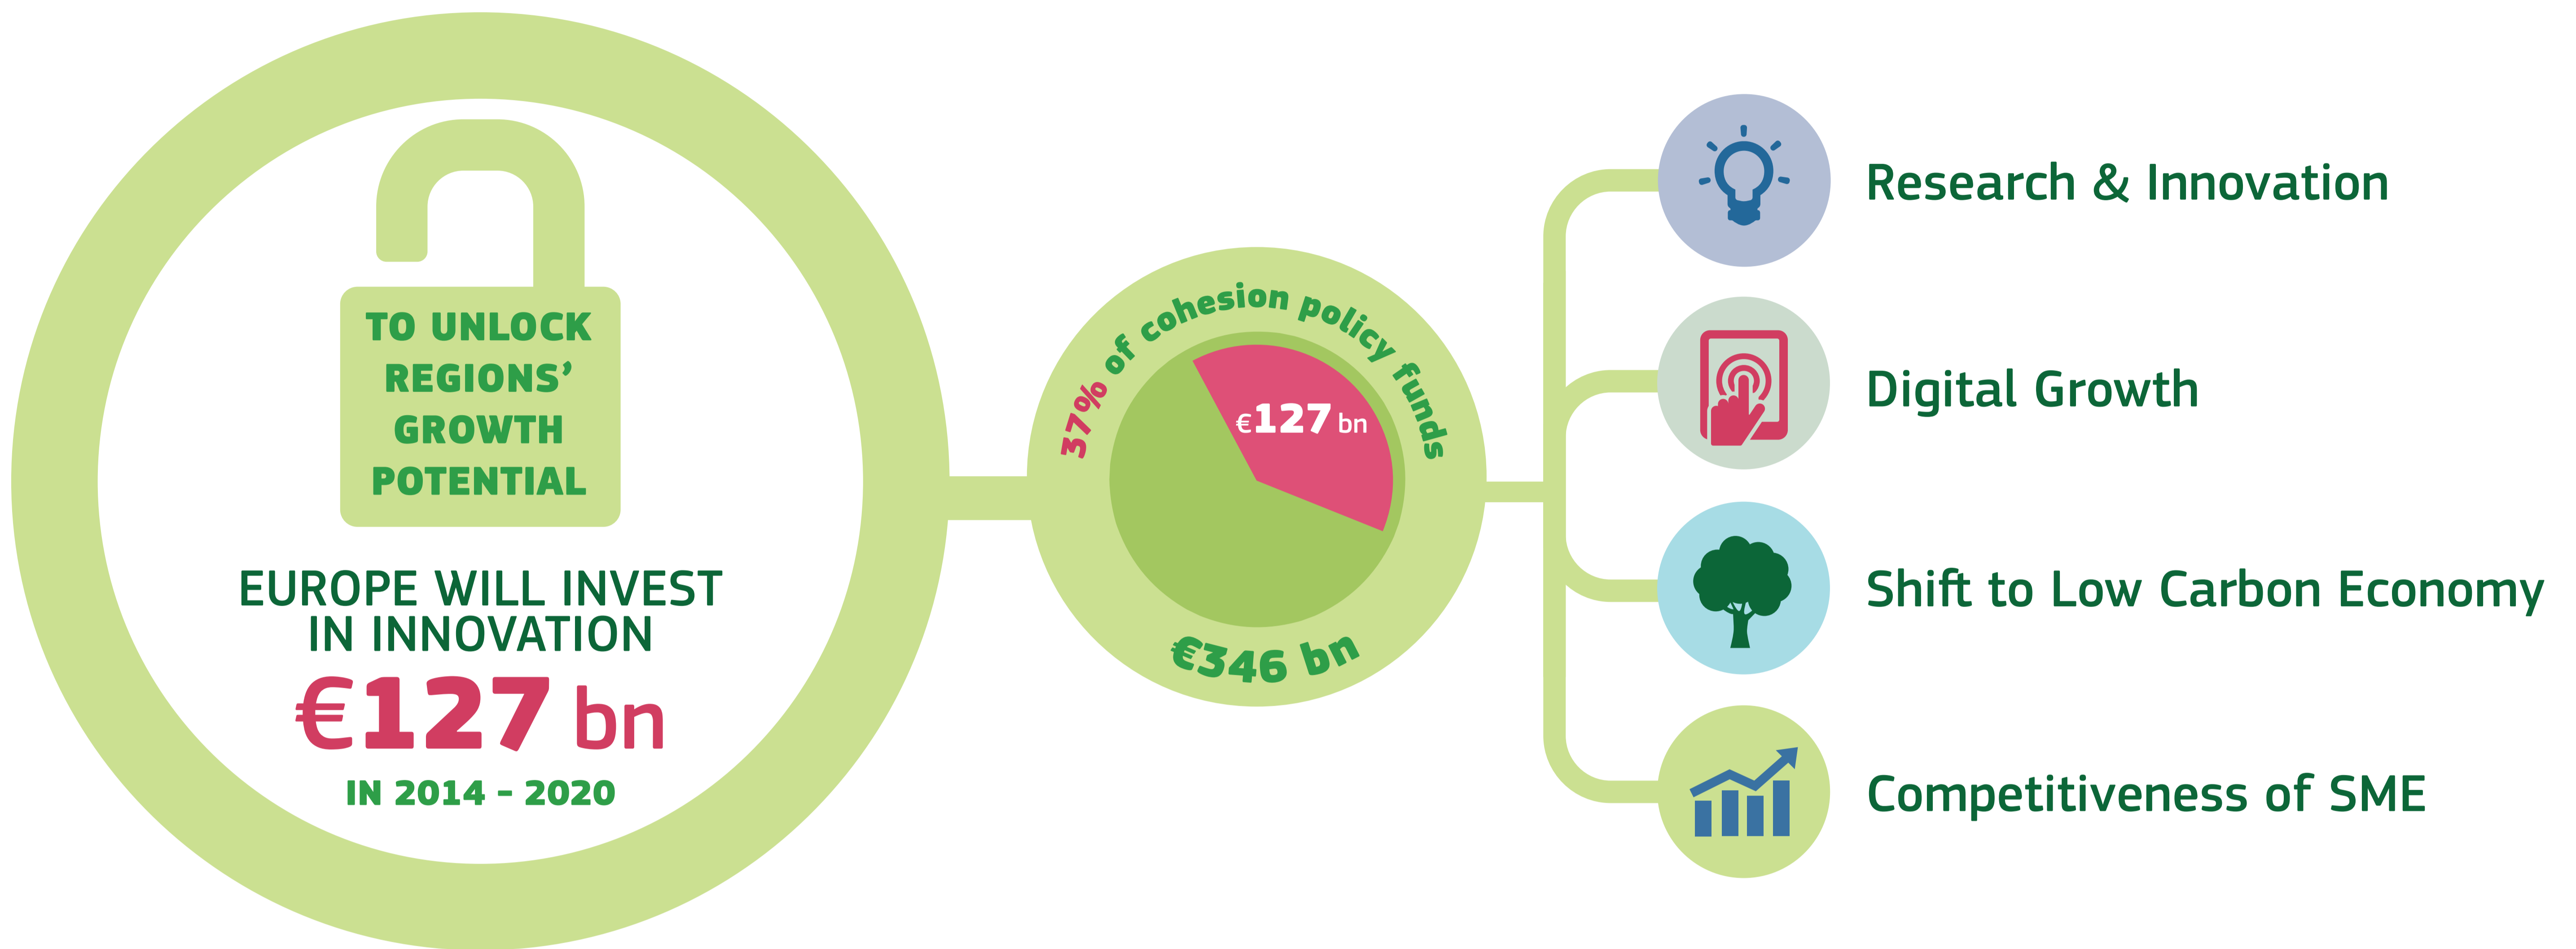 TO UNLOCK
REGIONS’
GROWTH
POTENTIAL
EUROPE WILL INVEST
IN INNOVATION
€127 bn
IN 2014 – 2020
37% of cohesion policy funds
€127 bn
€346 bn
Research & Innovation
Digital Growth
Shift to Low Carbon Economy
Competitiveness of SME